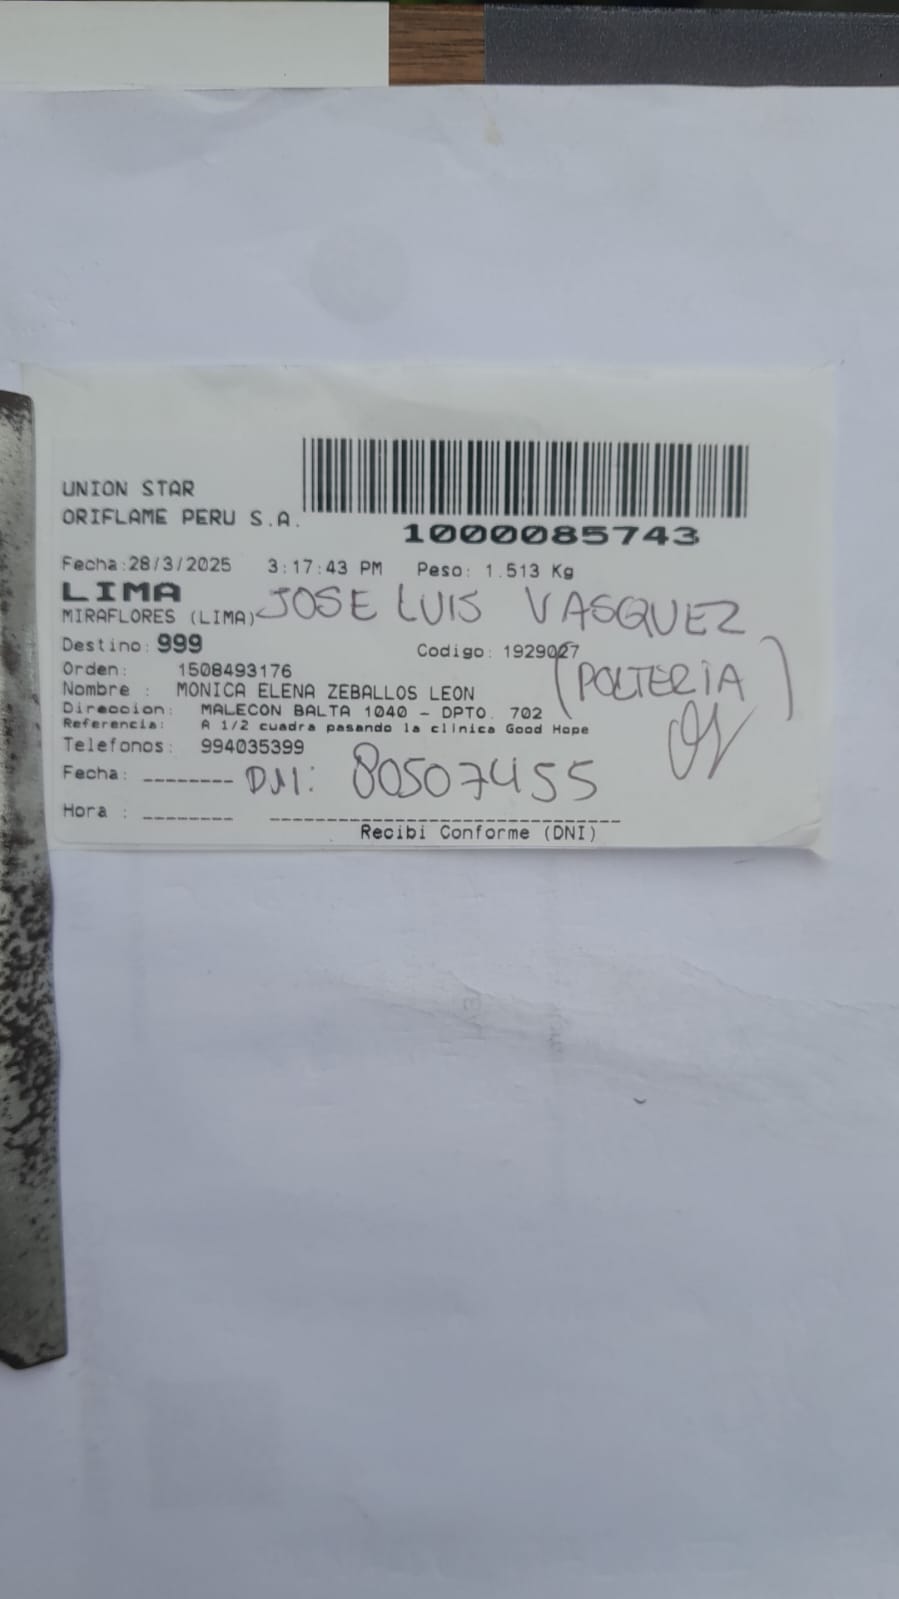 UNION STAR
ORIFLAME PERU S.A.
1000085743
Fecha:28/3/2025 3:17:43 PM Peso: 1.513 Kg
LIMA
MIRAFLORES (LIMA) JOSE LUIS VASQUEZ
Destino: 999 Codigo: 1929027
(POLTERIA)
Orden: 1508493176
Nombre : MONICA ELENA ZEBALLOS LEON
Direccion: MALECON BALTA 1040 - DPTO. 702
Referencia: A 1/2 cuadra pasando la clinica Good Hope
Telefonos: 994035399
Fecha: -------- DNI: 80507455
Hora : --------
Recibi Conforme (DNI)